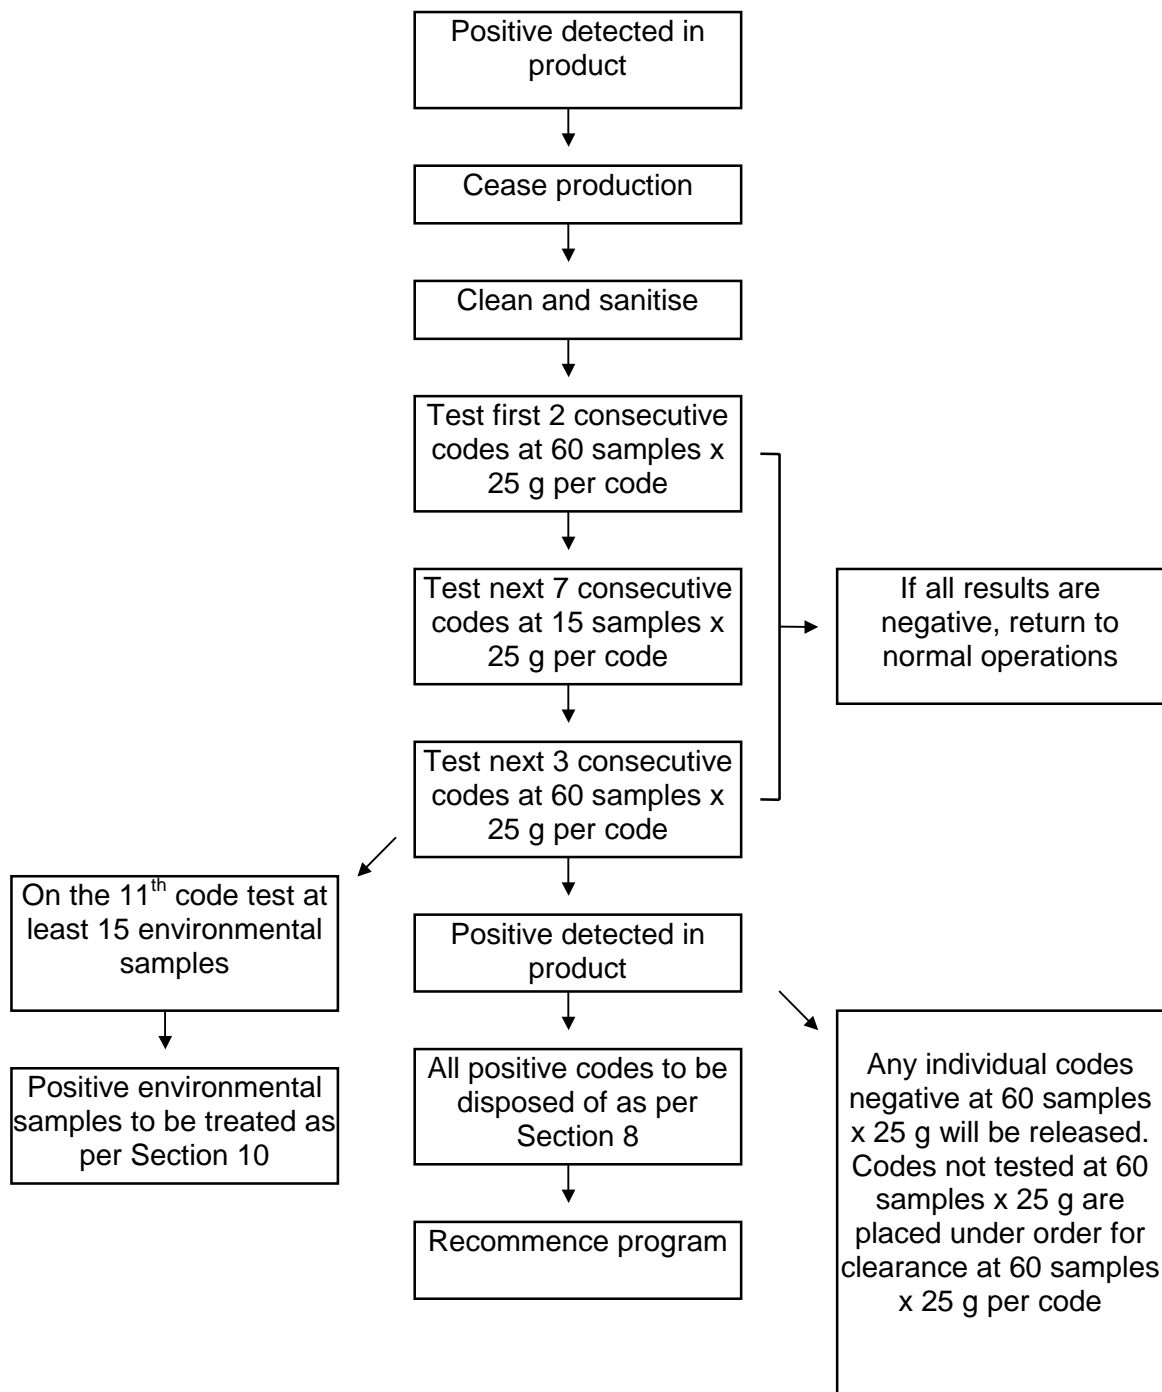 Positive detected in
product
Cease production
Clean and sanitise
Test first 2 consecutive
codes at 60 samples x
25 g per code
Test next 7 consecutive
codes at 15 samples x
25 g per code
If all results are
negative, return to
normal operations
Test next 3 consecutive
codes at 60 samples x
25 g per code
On the 11th code test at
least 15 environmental
samples
Positive environmental
samples to be treated as
per Section 10
Positive detected in
product
All positive codes to be
disposed of as per
Section 8
Recommence program
Any individual codes
negative at 60 samples
x 25 g will be released.
Codes not tested at 60
samples x 25 g are
placed under order for
clearance at 60 samples
x 25 g per code